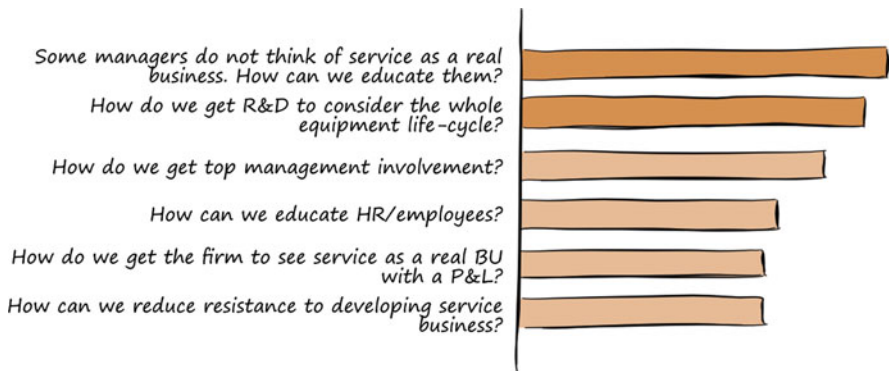 Some managers do not think of service as a real
business. How can we educate them?
How do we get R&D to consider the whole
equipment life-cycle?
How do we get top management involvement?
How can we educate HR/employees?
How do we get the firm to see service as a real BU
with a P&L?
How can we reduce resistance to developing service
business?